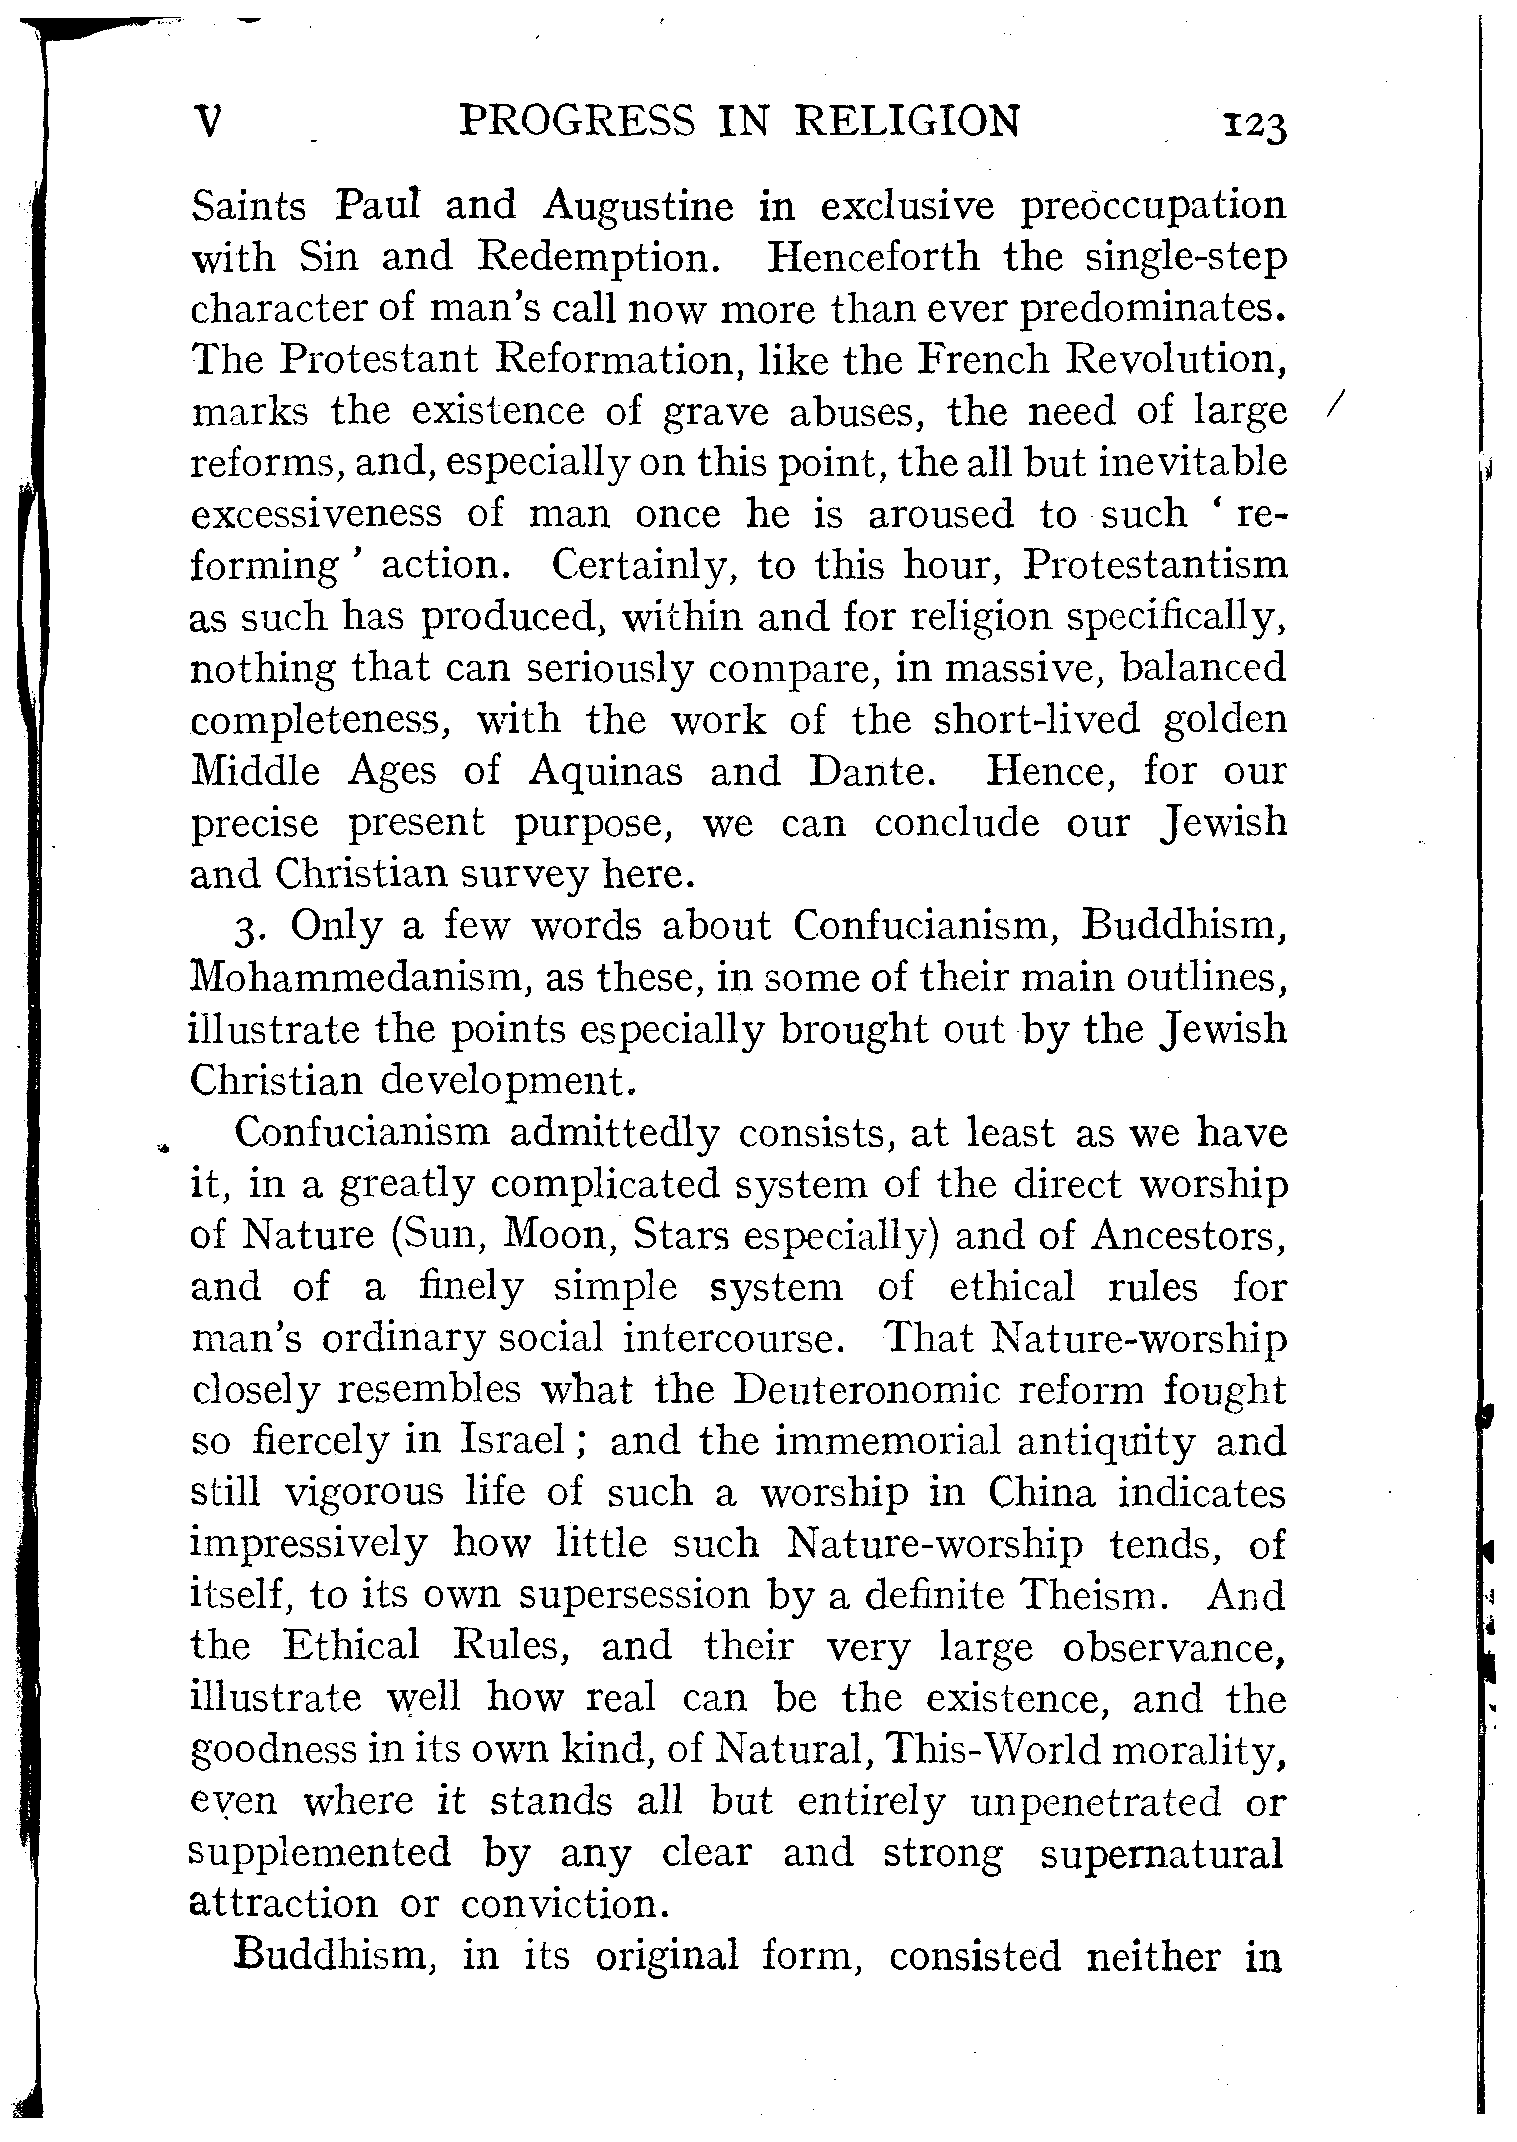 V PROGRESS IN RELIGION 123
Saints Paul and Augustine in exclusive preoccupation
with Sin and Redemption. Henceforth the single-step
character of man's call now more than ever predominates.
The Protestant Reformation, like the French Revolution,
marks the existence of grave abuses, the need of large
reforms, and, especially on this point, the all but inevitable
excessiveness of man once he is aroused to such ‘ re-
forming ’ action. Certainly, to this hour, Protestantism
as such has produced, within and for religion specifically,
nothing that can seriously compare, in massive, balanced
completeness, with the work of the short-lived golden
Middle Ages of Aquinas and Dante. Hence, for our
precise present purpose, we can conclude our Jewish
and Christian survey here.
3. Only a few words about Confucianism, Buddhism,
Mohammedanism, as these, in some of their main outlines,
illustrate the points especially brought out by the Jewish
Christian development.
Confucianism admittedly consists, at least as we have
it, in a greatly complicated system of the direct worship
of Nature (Sun, Moon, Stars especially) and of Ancestors,
and of a finely simple system of ethical rules for
man's ordinary social intercourse. That Nature-worship
closely resembles what the Deuteronomic reform fought
so fiercely in Israel ; and the immemorial antiquity and
still vigorous life of such a worship in China indicates
impressively how little such Nature-worship tends, of
itself, to its own supersession by a definite Theism. And
the Ethical Rules, and their very large observance,
illustrate well how real can be the existence, and the
goodness in its own kind, of Natural, This-World morality,
even where it stands all but entirely unpenetrated or
supplemented by any clear and strong supernatural
attraction or conviction.
Buddhism, in its original form, consisted neither in